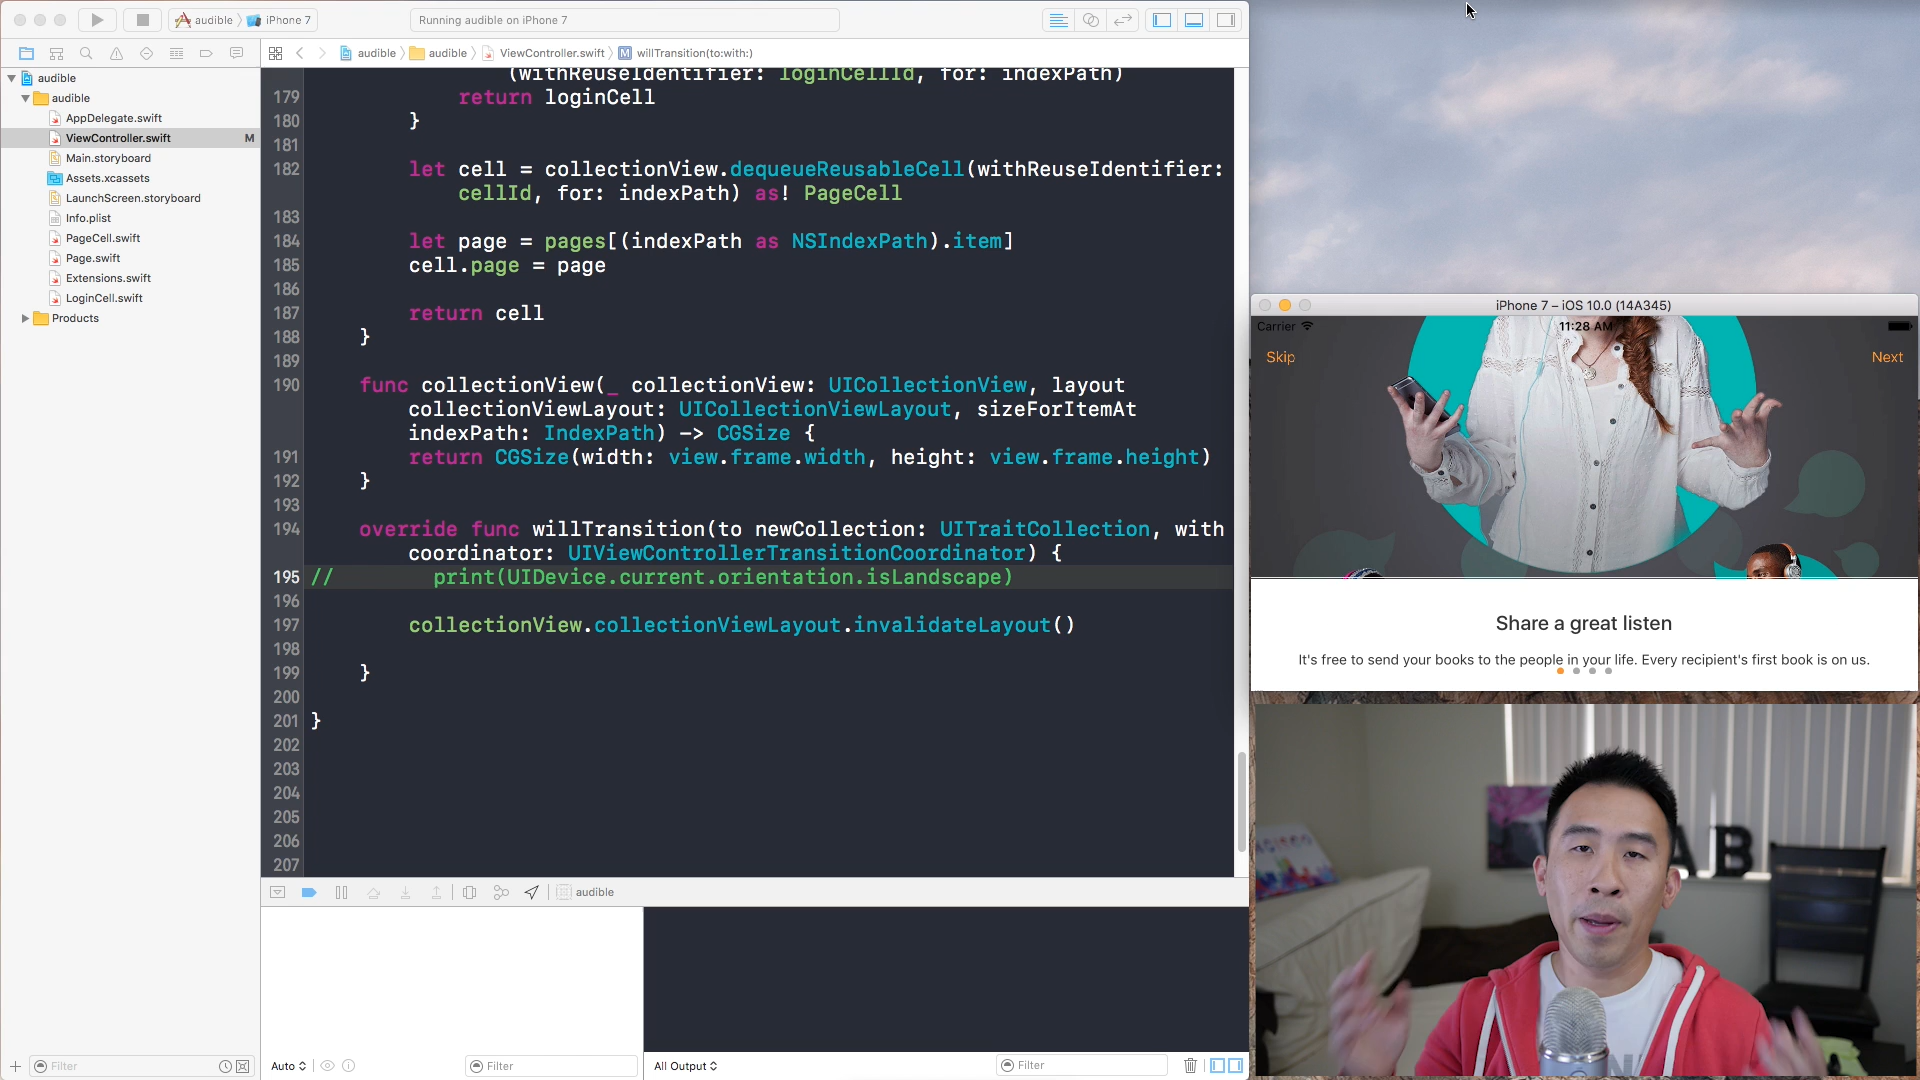 audible
iPhone 7
Running audible on iPhone 7
audible
audible
ViewController.swift
M
willTransition(to:with:)
audible
audible
AppDelegate.swift
ViewController.swift
M
Main.storyboard
Assets.xcassets
LaunchScreen.storyboard
Info.plist
PageCell.swift
Page.swift
Extensions.swift
LoginCell.swift
Products
Filter
(withReuseIdentifier: loginCellId, for: indexPath)
179 return loginCell
180 }
181
182 let cell = collectionView.dequeueReusableCell(withReuseIdentifier:
cellId, for: indexPath) as! PageCell
183
184 let page = pages[(indexPath as NSIndexPath).item]
185 cell.page = page
186
187 return cell
188 }
189
190 func collectionView(_ collectionView: UICollectionView, layout
collectionViewLayout: UICollectionViewLayout, sizeForItemAt
indexPath: IndexPath) -> CGSize {
191 return CGSize(width: view.frame.width, height: view.frame.height)
192 }
193
194 override func willTransition(to newCollection: UITraitCollection, with
coordinator: UIViewControllerTransitionCoordinator) {
195 // print(UIDevice.current.orientation.isLandscape)
196
197 collectionView.collectionViewLayout.invalidateLayout()
198
199 }
200
201 }
202
203
204
205
206
207
audible
Auto
Filter
All Output
Filter
iPhone 7 – iOS 10.0 (14A345)
Carrier
11:28 AM
Skip
Next
Share a great listen
It's free to send your books to the people in your life. Every recipient's first book is on us.
AB